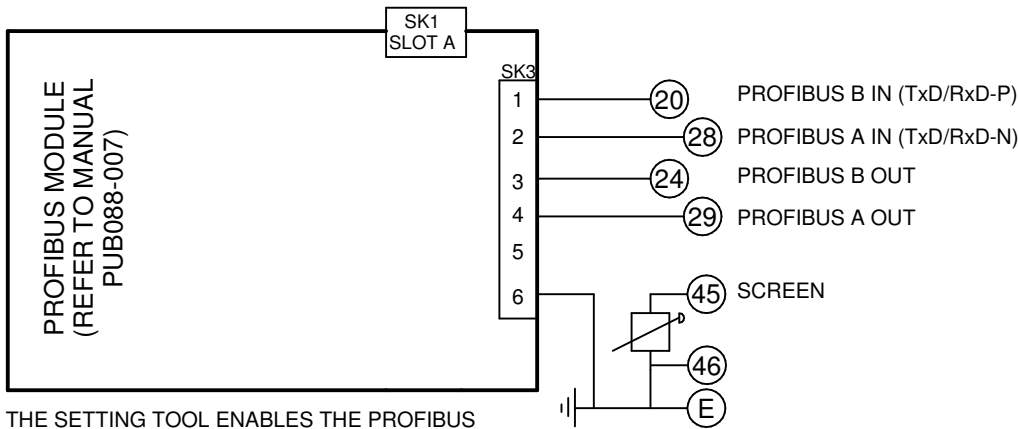 SK1
SLOT A
PROFIBUS MODULE
(REFER TO MANUAL
PUB088-007)
SK3
1
20
PROFIBUS B IN (TxD/RxD-P)
2
28
PROFIBUS A IN (TxD/RxD-N)
3
24
PROFIBUS B OUT
4
29
PROFIBUS A OUT
5
6
45
SCREEN
46
E
THE SETTING TOOL ENABLES THE PROFIBUS